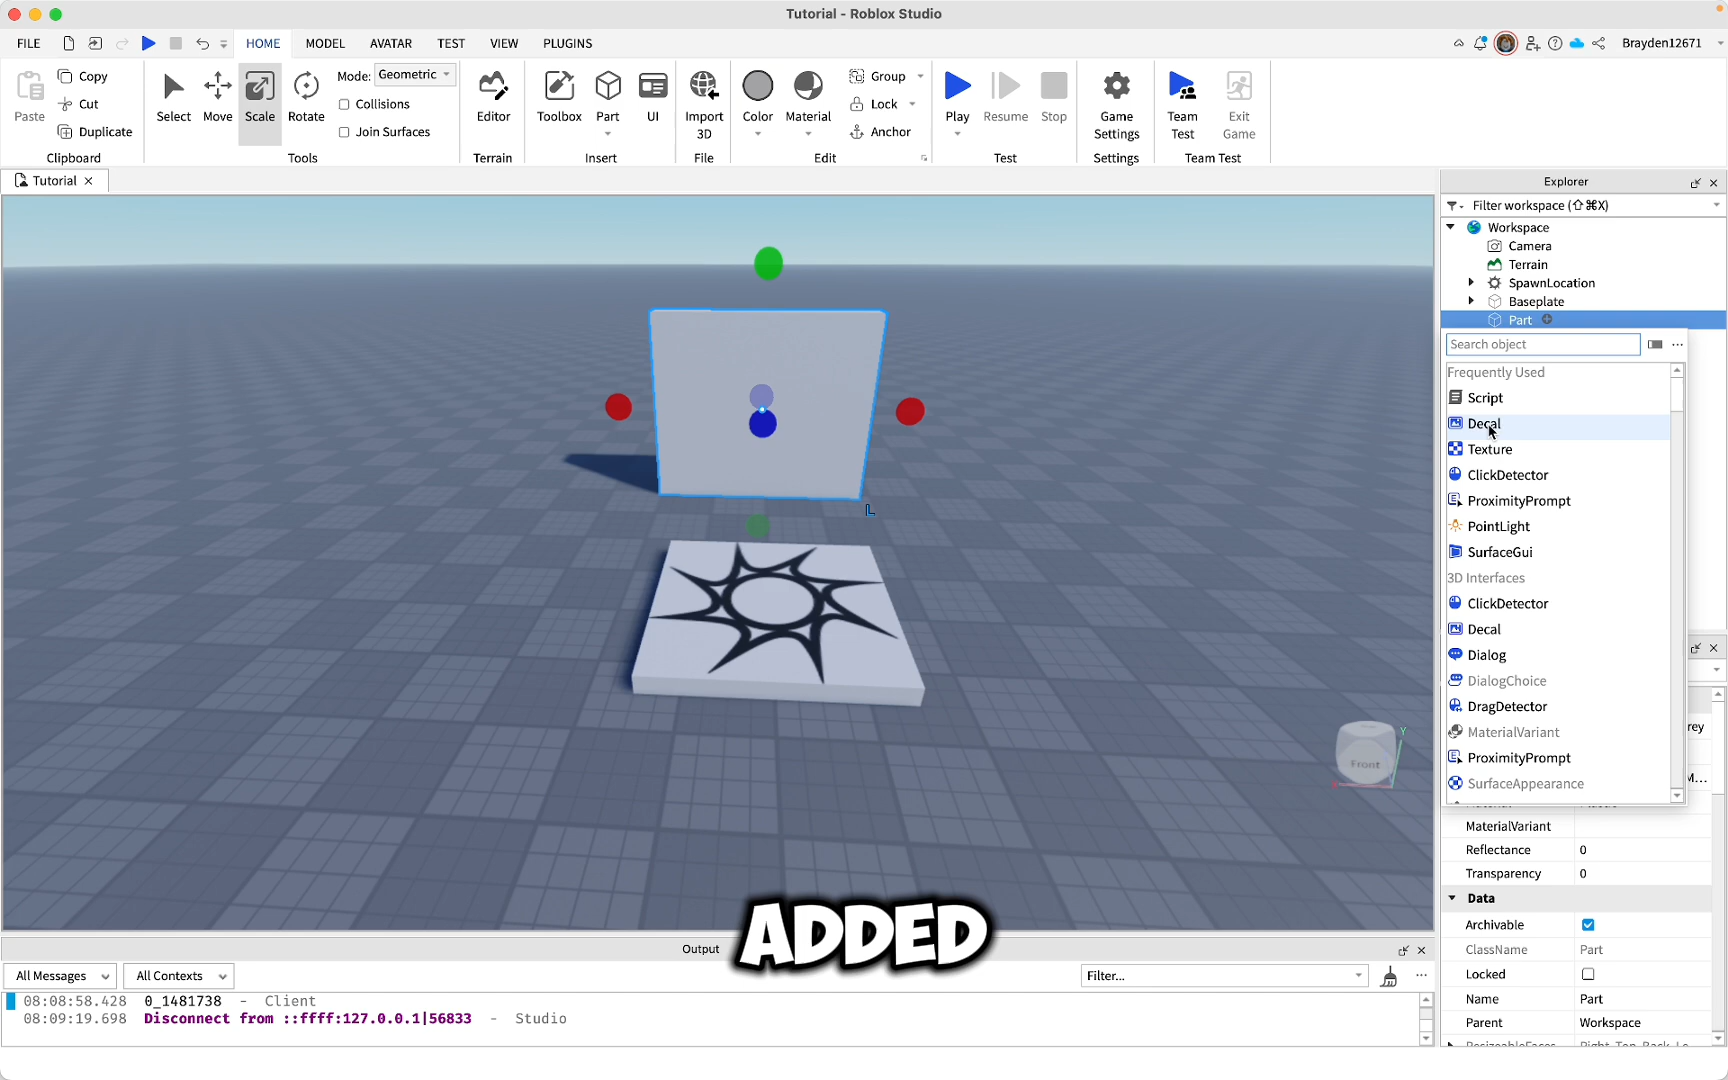 Tutorial - Roblox Studio
FILE HOME MODEL AVATAR TEST VIEW PLUGINS Brayden12671
Paste Copy Cut Duplicate Clipboard
Select Move Scale Rotate Mode: Geometric Collisions Join Surfaces Tools
Editor Terrain
Toolbox Part UI Insert
Import 3D File
Color Material Group Lock Anchor Edit
Play Resume Stop Test
Game Settings Settings
Team Test Exit Game Team Test
Tutorial
Explorer
Filter workspace (⇧⌘X)
Workspace
Camera
Terrain
SpawnLocation
Baseplate
Part
Search object
Frequently Used
Script
Decal
Texture
ClickDetector
ProximityPrompt
PointLight
SurfaceGui
3D Interfaces
ClickDetector
Decal
Dialog
DialogChoice
DragDetector
MaterialVariant
ProximityPrompt
SurfaceAppearance
MaterialVariant
Reflectance 0
Transparency 0
Data
Archivable
ClassName Part
Locked
Name Part
Parent Workspace
L
Front
Y
ADDED
Output
All Messages All Contexts Filter...
08:08:58.428 0_1481738 - Client
08:09:19.698 Disconnect from ::ffff:127.0.0.1|56833 - Studio